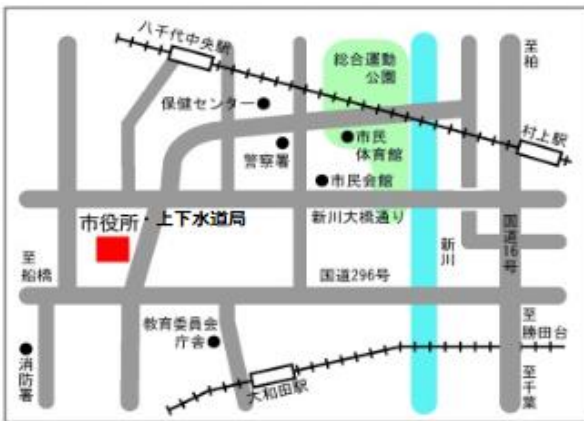 八千代中央駅
総合運動
公園
至柏
保健センター
村上駅
警察署
市民
体育館
市民会館
市役所・上下水道局
新川大橋通り
国道16号
至
船橋
国道296号
新川
教育委員会
庁舎
至
勝田台
消防署
大和田駅
至千葉